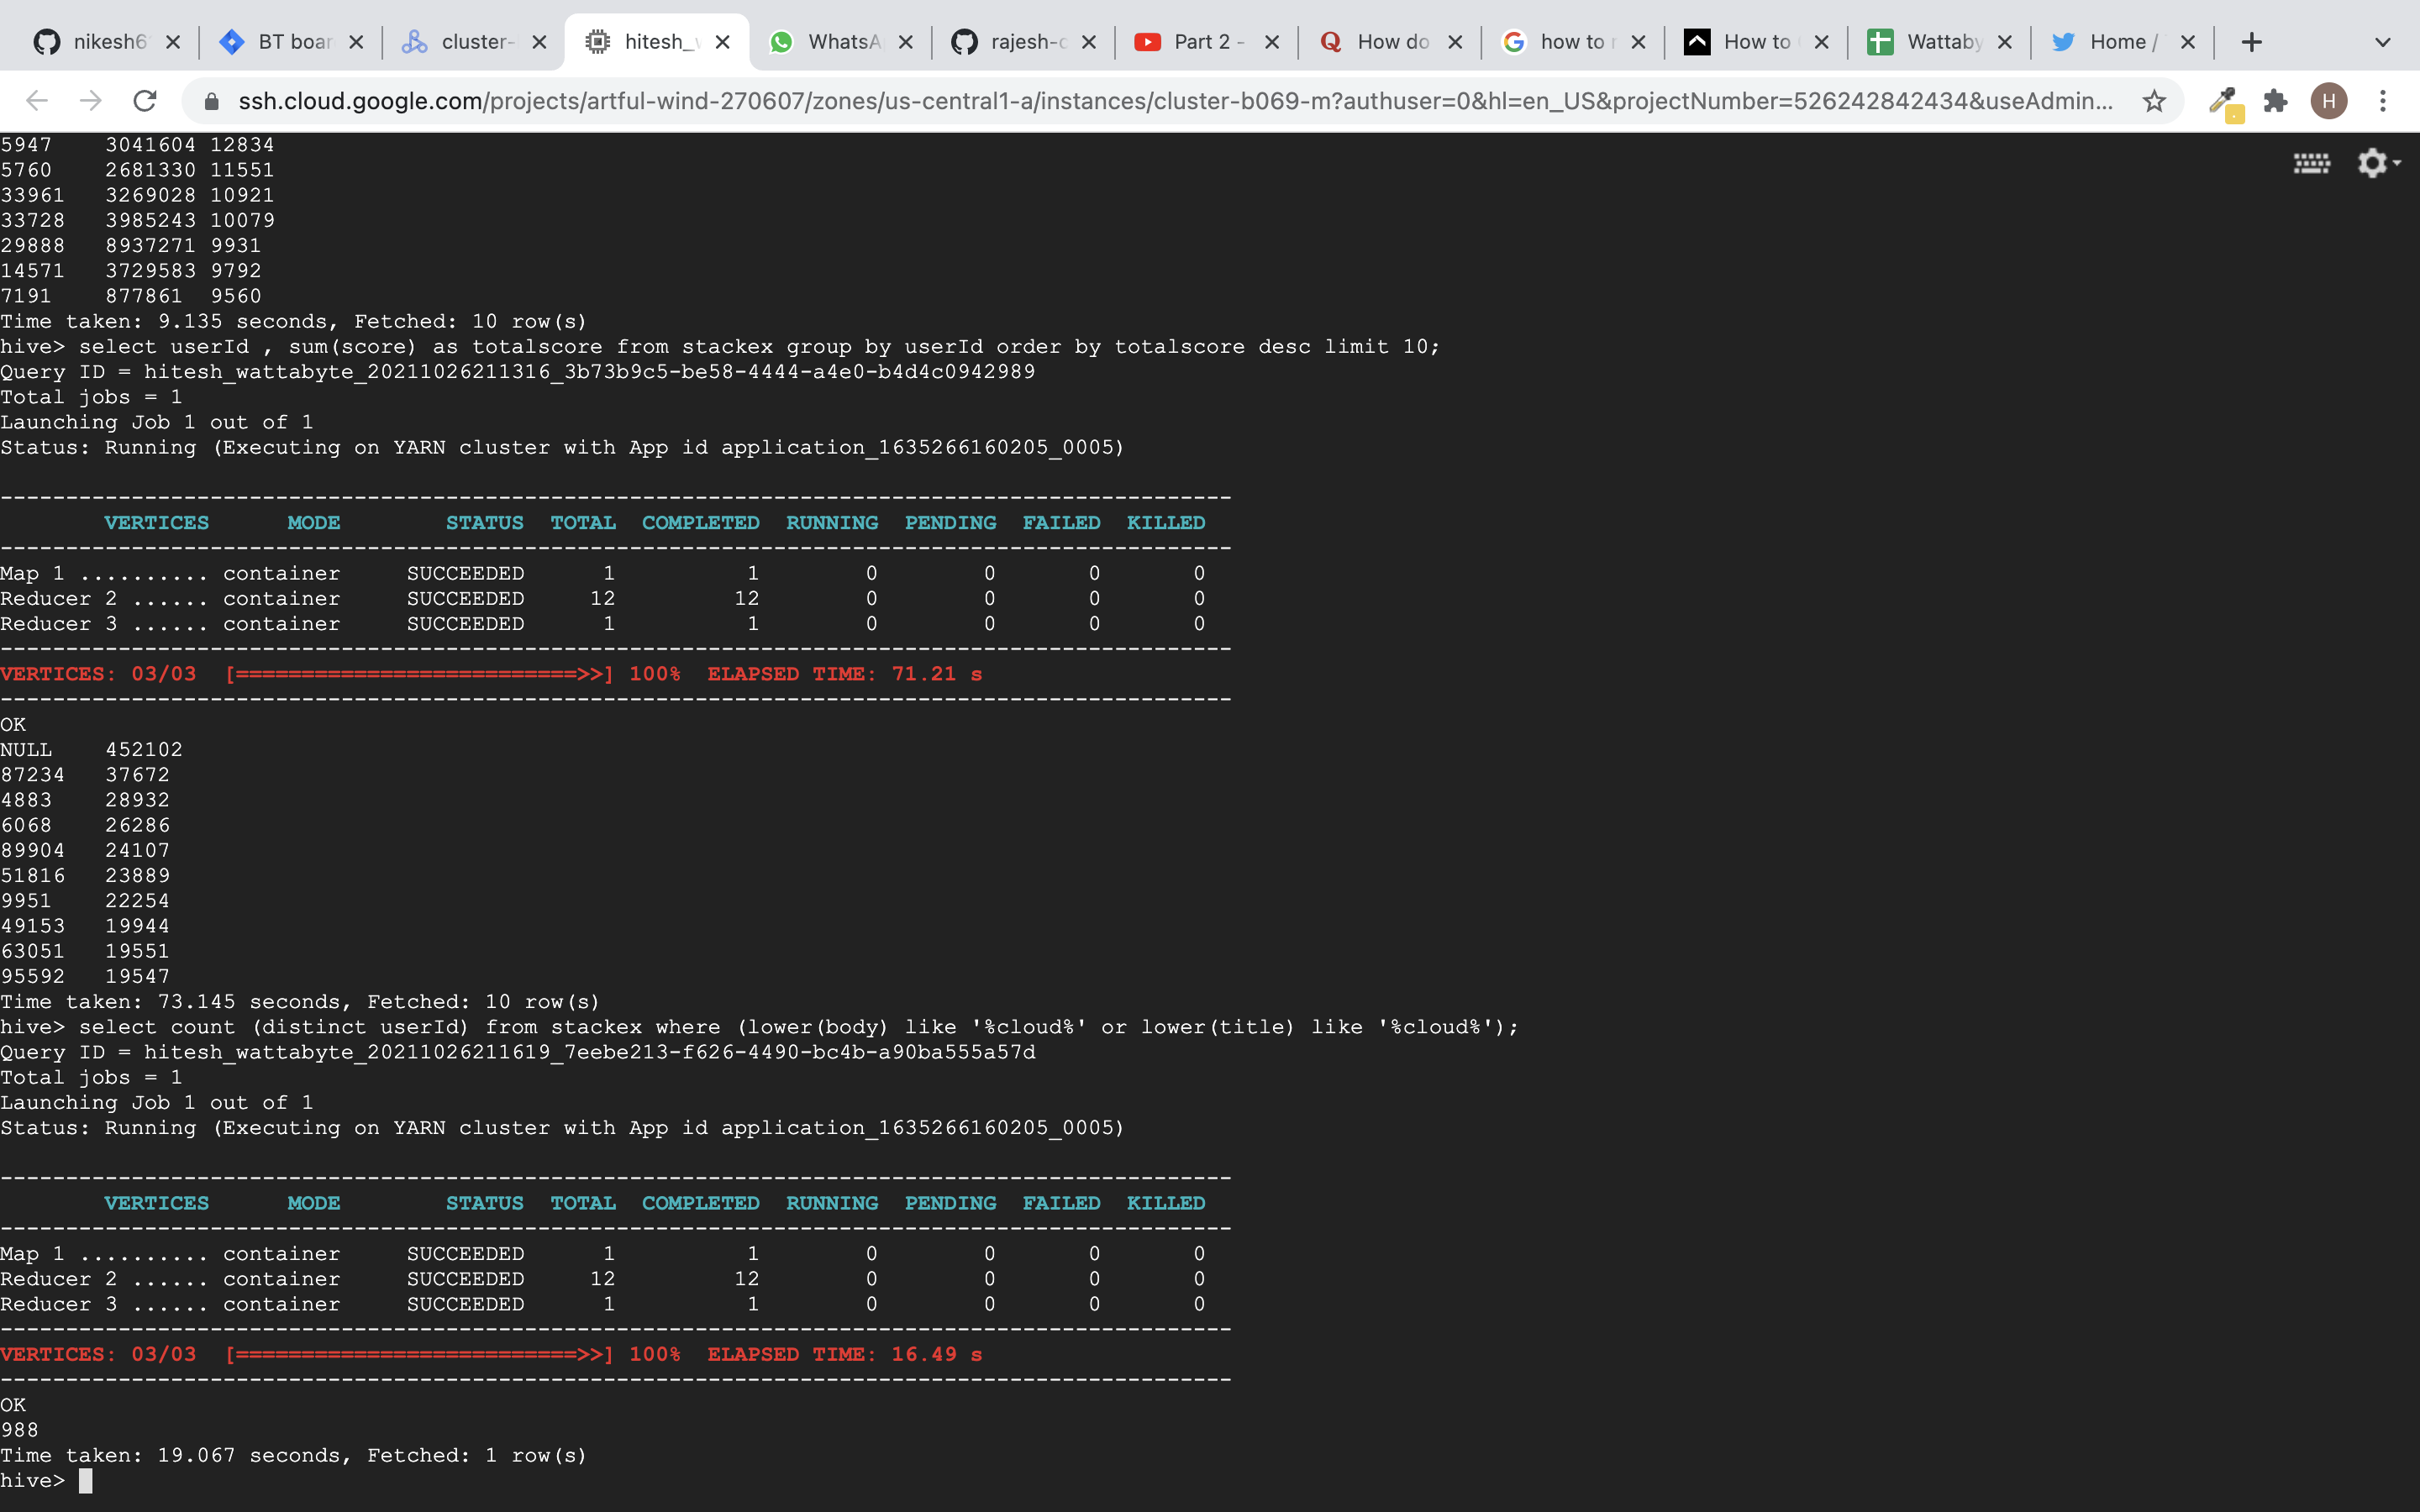 nikesh6
BT boar
cluster-
hitesh_w
WhatsA
rajesh-c
Part 2 -
How do
how to r
How to
Wattaby
Home /
ssh.cloud.google.com/projects/artful-wind-270607/zones/us-central1-a/instances/cluster-b069-m?authuser=0&hl=en_US&projectNumber=526242842434&useAdmin...
H
5947 3041604 12834
5760 2681330 11551
33961 3269028 10921
33728 3985243 10079
29888 8937271 9931
14571 3729583 9792
7191 877861 9560
Time taken: 9.135 seconds, Fetched: 10 row(s)
hive> select userId , sum(score) as totalscore from stackex group by userId order by totalscore desc limit 10;
Query ID = hitesh_wattabyte_20211026211316_3b73b9c5-be58-4444-a4e0-b4d4c0942989
Total jobs = 1
Launching Job 1 out of 1
Status: Running (Executing on YARN cluster with App id application_1635266160205_0005)
----------------------------------------------------------------------------------------------
VERTICES MODE STATUS TOTAL COMPLETED RUNNING PENDING FAILED KILLED
----------------------------------------------------------------------------------------------
Map 1 .......... container SUCCEEDED 1 1 0 0 0 0
Reducer 2 ...... container SUCCEEDED 12 12 0 0 0 0
Reducer 3 ...... container SUCCEEDED 1 1 0 0 0 0
----------------------------------------------------------------------------------------------
VERTICES: 03/03 [==========================>>] 100% ELAPSED TIME: 71.21 s
----------------------------------------------------------------------------------------------
OK
NULL 452102
87234 37672
4883 28932
6068 26286
89904 24107
51816 23889
9951 22254
49153 19944
63051 19551
95592 19547
Time taken: 73.145 seconds, Fetched: 10 row(s)
hive> select count (distinct userId) from stackex where (lower(body) like '%cloud%' or lower(title) like '%cloud%');
Query ID = hitesh_wattabyte_20211026211619_7eebe213-f626-4490-bc4b-a90ba555a57d
Total jobs = 1
Launching Job 1 out of 1
Status: Running (Executing on YARN cluster with App id application_1635266160205_0005)
----------------------------------------------------------------------------------------------
VERTICES MODE STATUS TOTAL COMPLETED RUNNING PENDING FAILED KILLED
----------------------------------------------------------------------------------------------
Map 1 .......... container SUCCEEDED 1 1 0 0 0 0
Reducer 2 ...... container SUCCEEDED 12 12 0 0 0 0
Reducer 3 ...... container SUCCEEDED 1 1 0 0 0 0
----------------------------------------------------------------------------------------------
VERTICES: 03/03 [==========================>>] 100% ELAPSED TIME: 16.49 s
----------------------------------------------------------------------------------------------
OK
988
Time taken: 19.067 seconds, Fetched: 1 row(s)
hive>